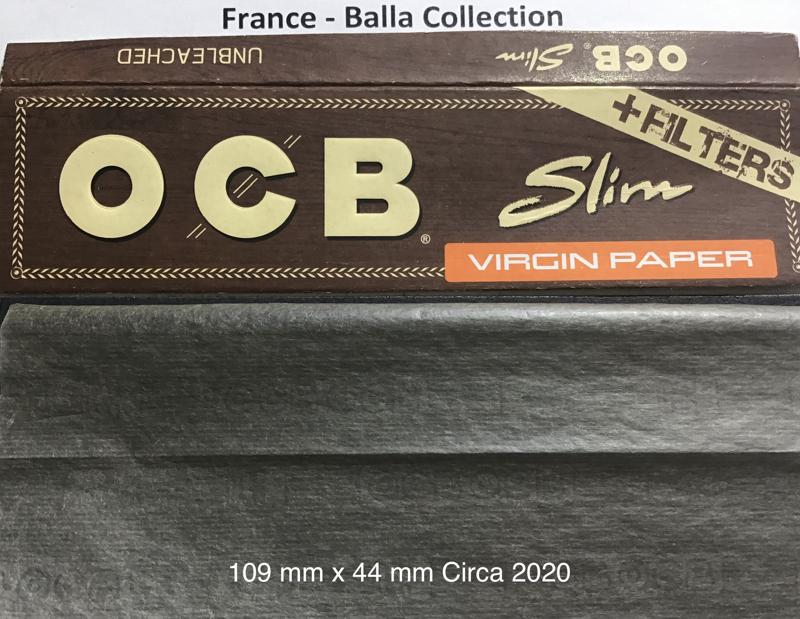 France - Balla Collection
UNBLEACHED OCB® Slim
OCB® Slim
+FILTERS
VIRGIN PAPER
109 mm x 44 mm Circa 2020